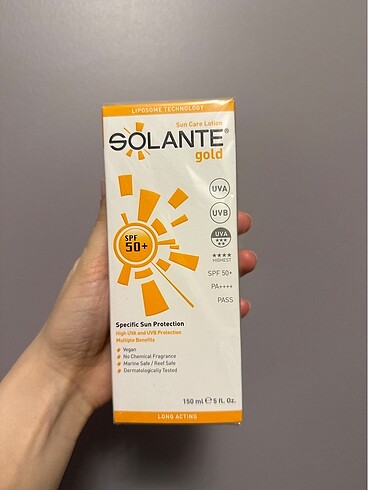 LIPOSOME TECHNOLOGY
Sun Care Lotion
SOLANTE®
gold
SPF
50+
UVA
UVB
UVA
★★★
★★
★★★★
HIGHEST
SPF 50+
PA++++
PASS
Specific Sun Protection
High UVA and UVB Protection
Multiple Benefits
Vegan
No Chemical Fragrance
Marine Safe / Reef Safe
Dermatologically Tested
150 ml ℮ 5 fl. Oz.
LONG ACTING